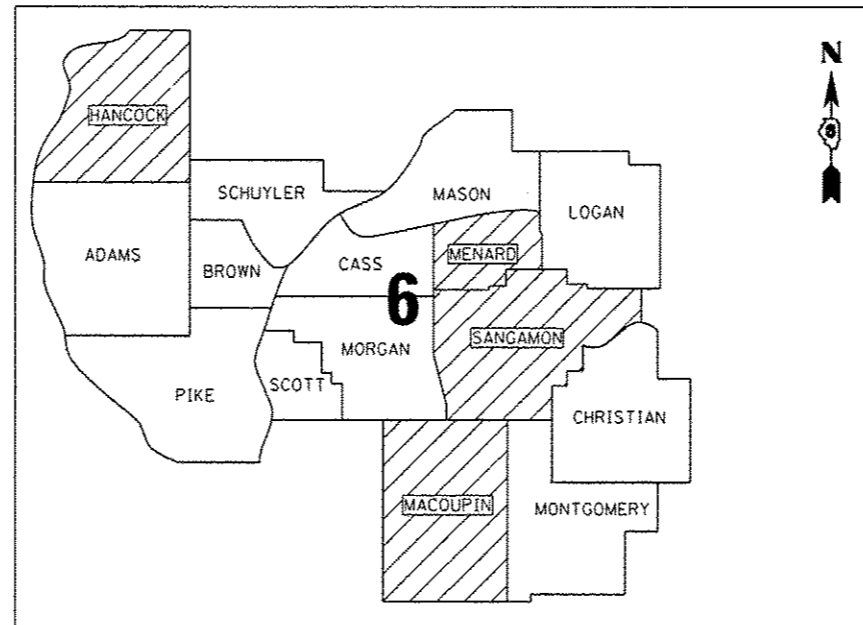 N
HANCOCK
SCHUYLER
MASON
LOGAN
ADAMS
BROWN
CASS
MENARD
6
MORGAN
SANGAMON
PIKE
SCOTT
CHRISTIAN
MACOUPIN
MONTGOMERY